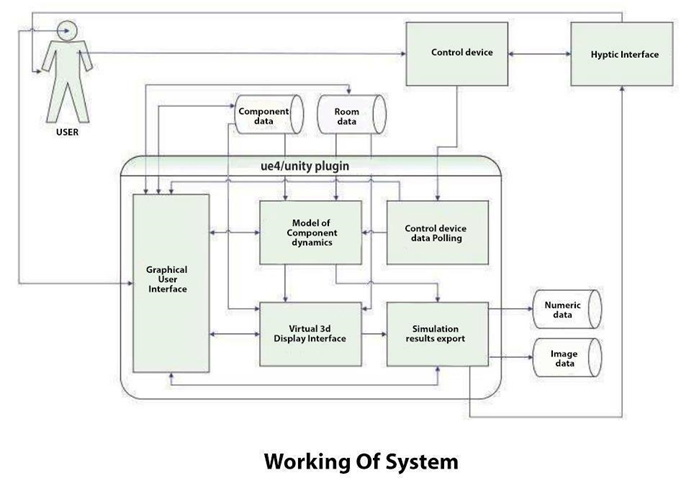 Control device
Hyptic Interface
USER
Component
data
Room
data
ue4/unity plugin
Graphical
User
Interface
Model of
Component
dynamics
Control device
data Polling
Virtual 3d
Display Interface
Simulation
results export
Numeric
data
Image
data
Working Of System